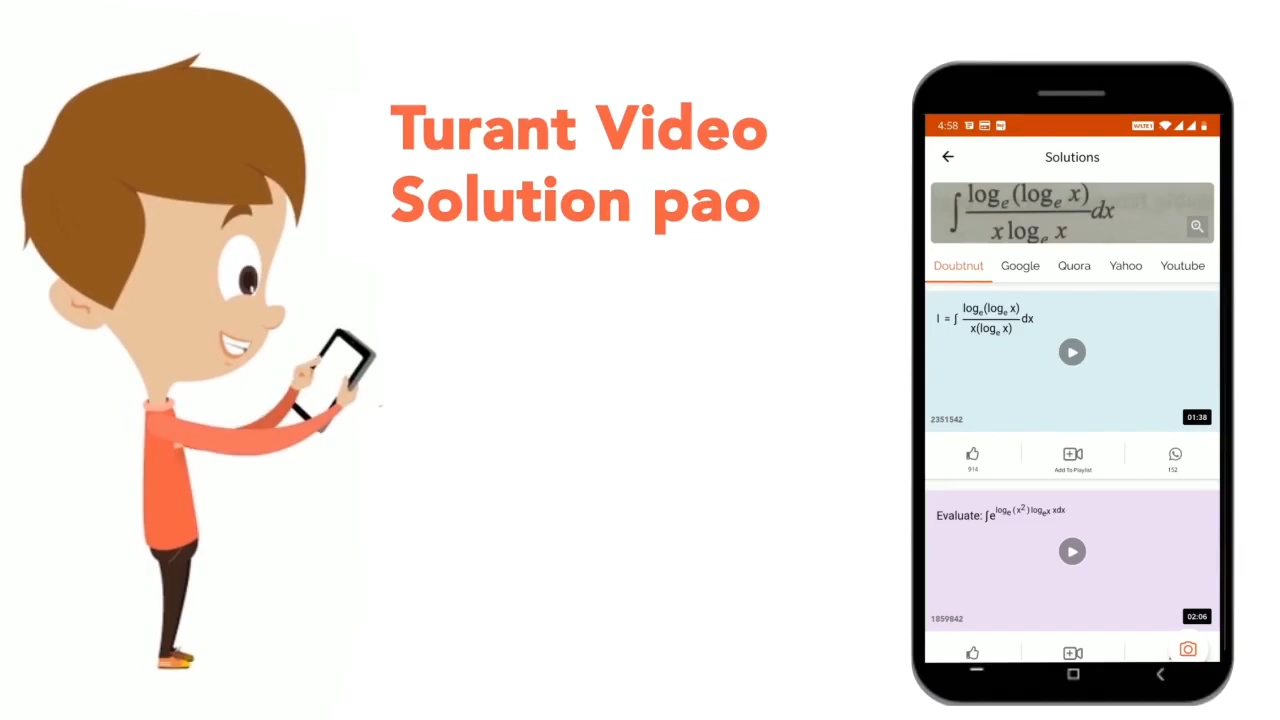 Turant Video
Solution pao
4:58
Solutions
∫ logₑ(logₑ x) / x logₑ x dx
Doubtnut Google Quora Yahoo Youtube
I = ∫ logₑ(logₑ x) / x(logₑ x) dx
2351542 01:38
914 Add To Playlist 152
Evaluate: ∫e^logₑ(x²)logₑx xdx
1859842 02:06